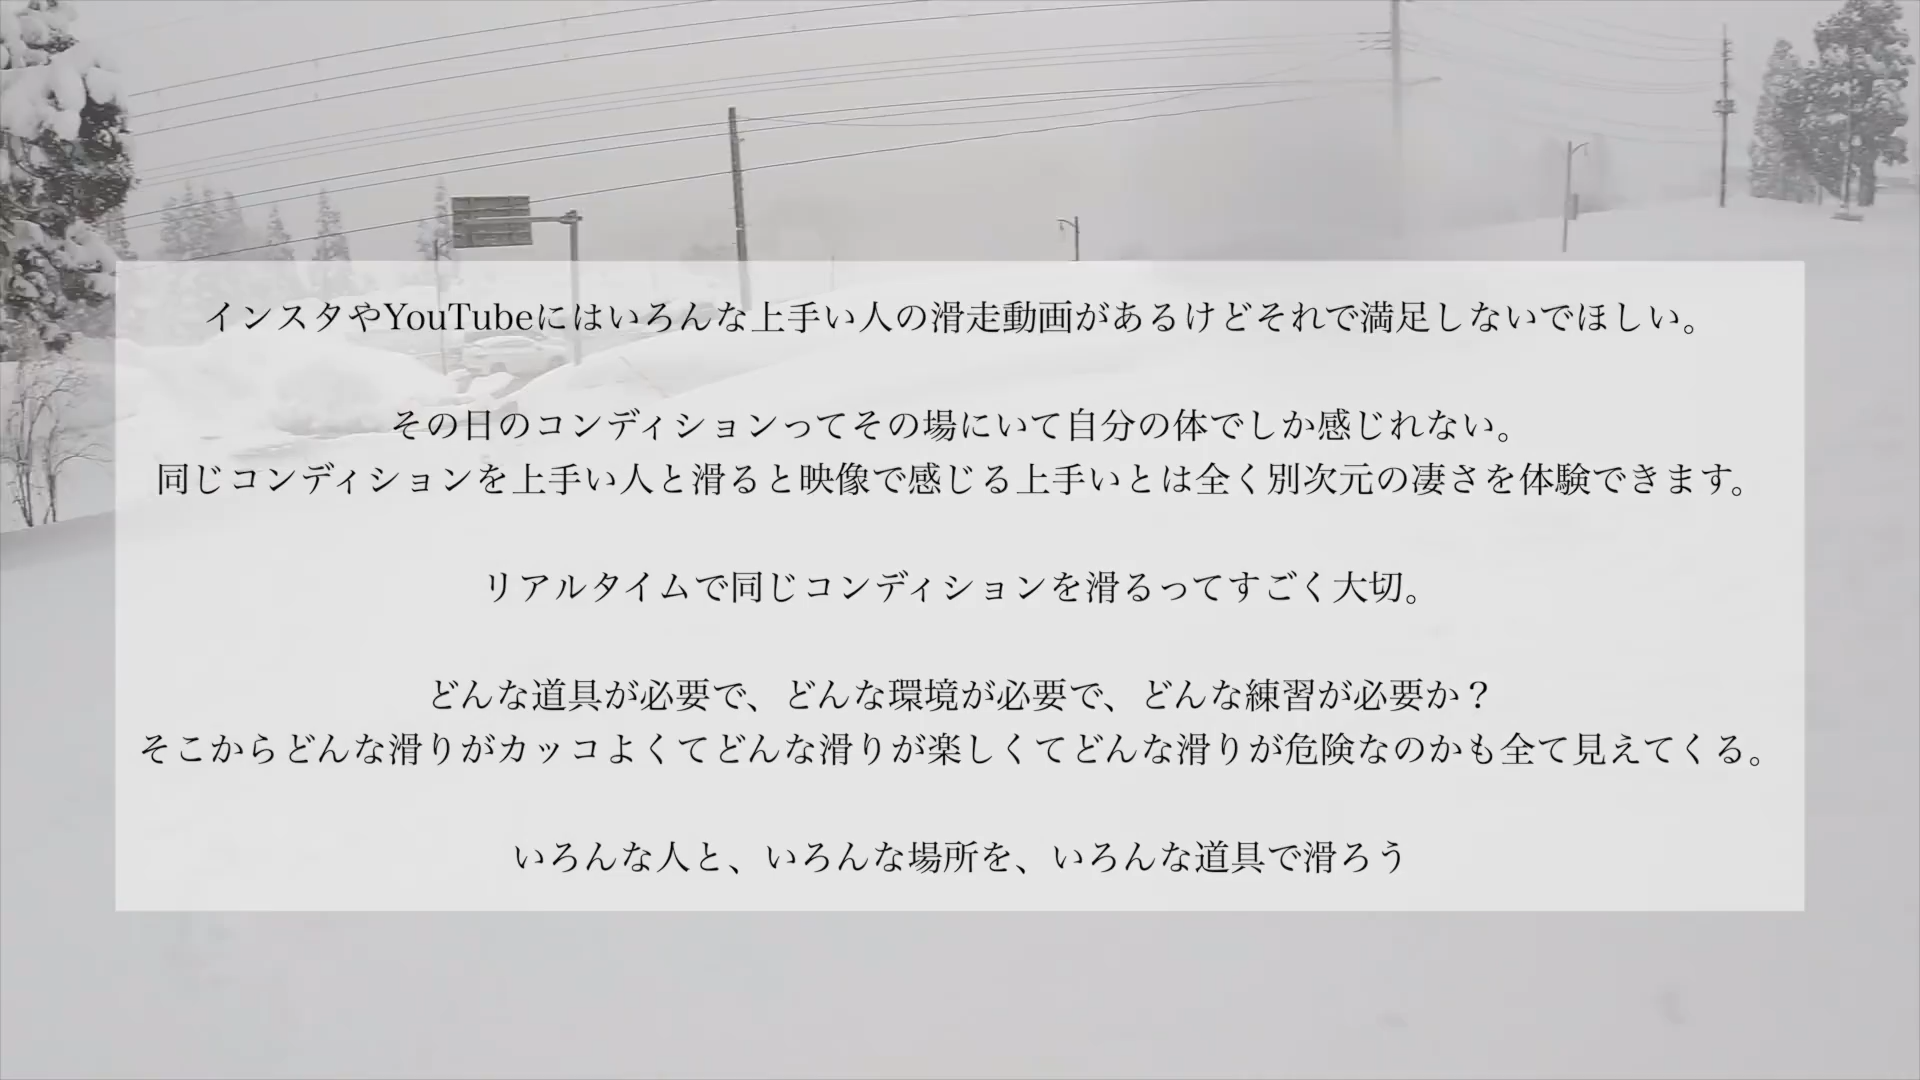 インスタやYouTubeにはいろんな上手い人の滑走動画があるけどそれで満足しないでほしい。
その日のコンディションってその場にいて自分の体でしか感じれない。
同じコンディションを上手い人と滑ると映像で感じる上手いとは全く別次元の凄さを体験できます。
リアルタイムで同じコンディションを滑るってすごく大切。
どんな道具が必要で、どんな環境が必要で、どんな練習が必要か？
そこからどんな滑りがカッコよくてどんな滑りが楽しくてどんな滑りが危険なのかも全て見えてくる。
いろんな人と、いろんな場所を、いろんな道具で滑ろう